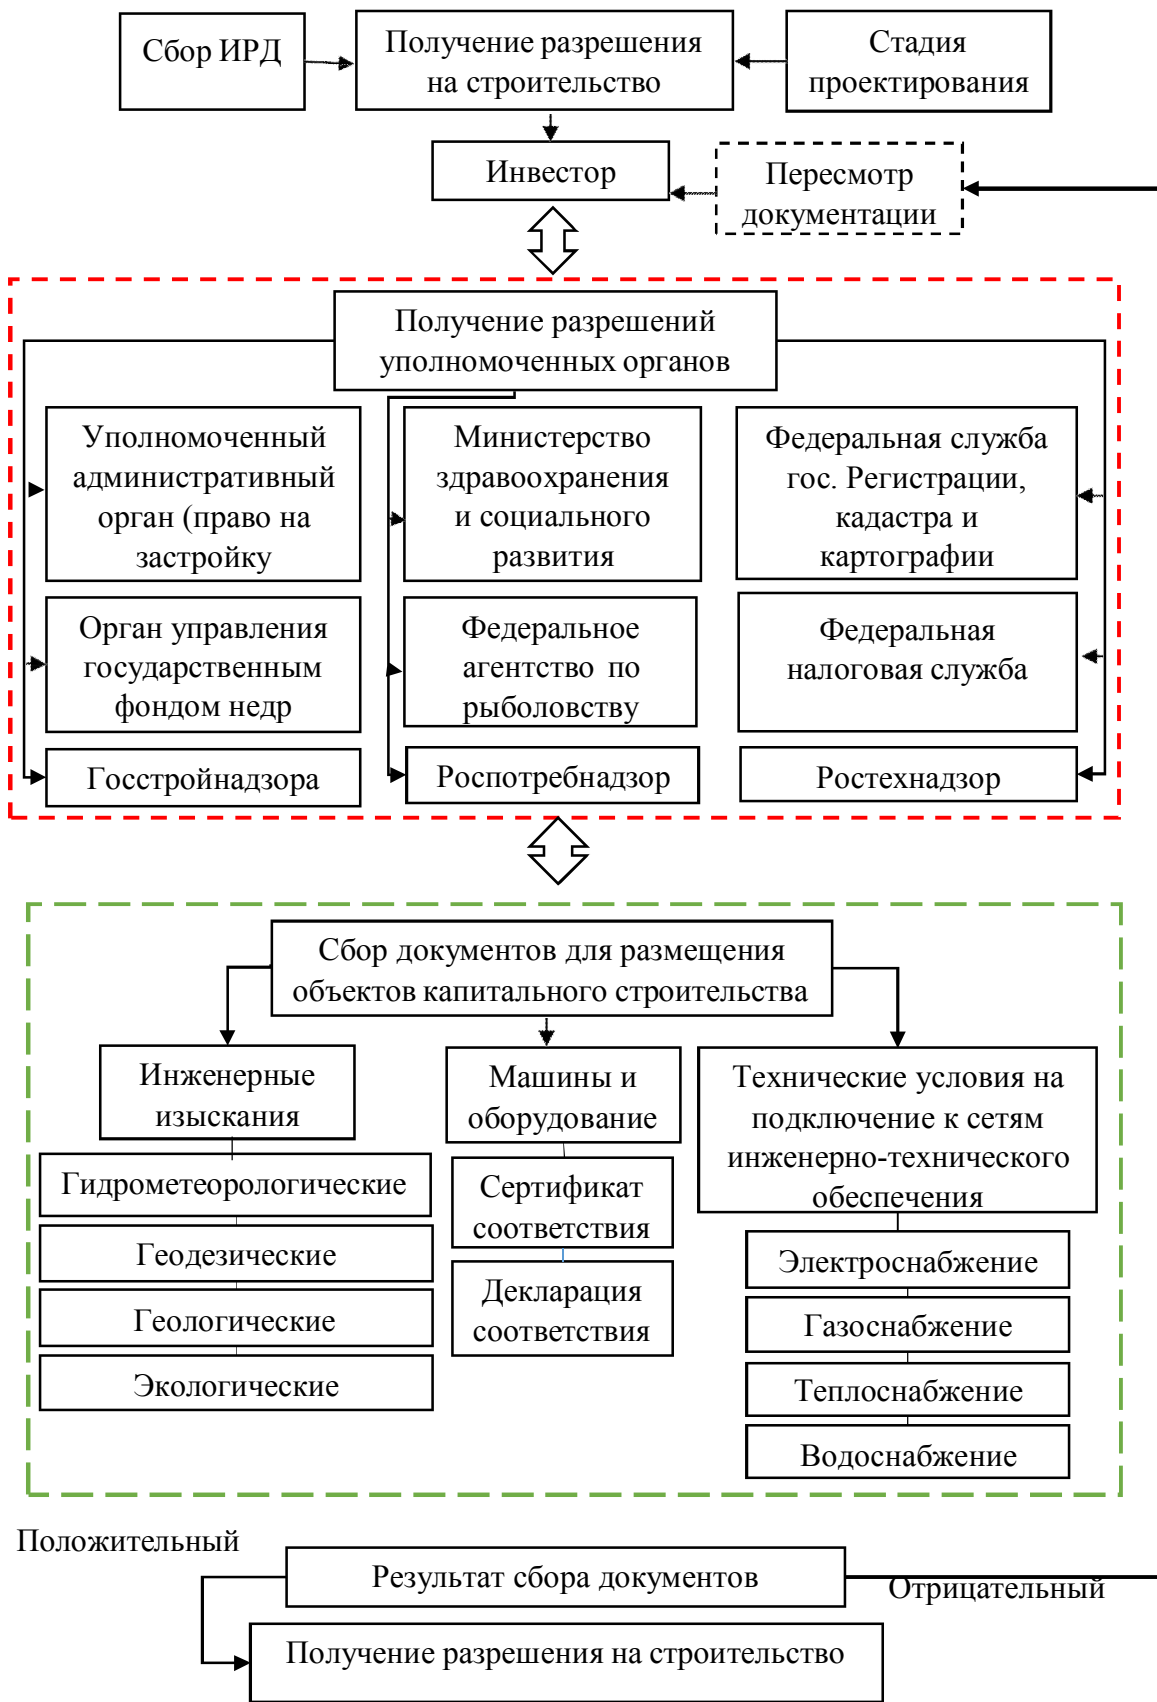 Сбор ИРД
Получение разрешения
на строительство
Стадия
проектирования
Инвестор
Пересмотр
документации
Получение разрешений
уполномоченных органов
Уполномоченный
административный
орган (право на
застройку
Министерство
здравоохранения
и социального
развития
Федеральная служба
гос. Регистрации,
кадастра и
картографии
Орган управления
государственным
фондом недр
Федеральное
агентство по
рыболовству
Федеральная
налоговая служба
Госстройнадзора
Роспотребнадзор
Ростехнадзор
Сбор документов для размещения
объектов капитального строительства
Инженерные
изыскания
Гидрометеорологические
Геодезические
Геологические
Экологические
Машины и
оборудование
Сертификат
соответствия
Декларация
соответствия
Технические условия на
подключение к сетям
инженерно-технического
обеспечения
Электроснабжение
Газоснабжение
Теплоснабжение
Водоснабжение
Положительный
Результат сбора документов
Отрицательный
Получение разрешения на строительство